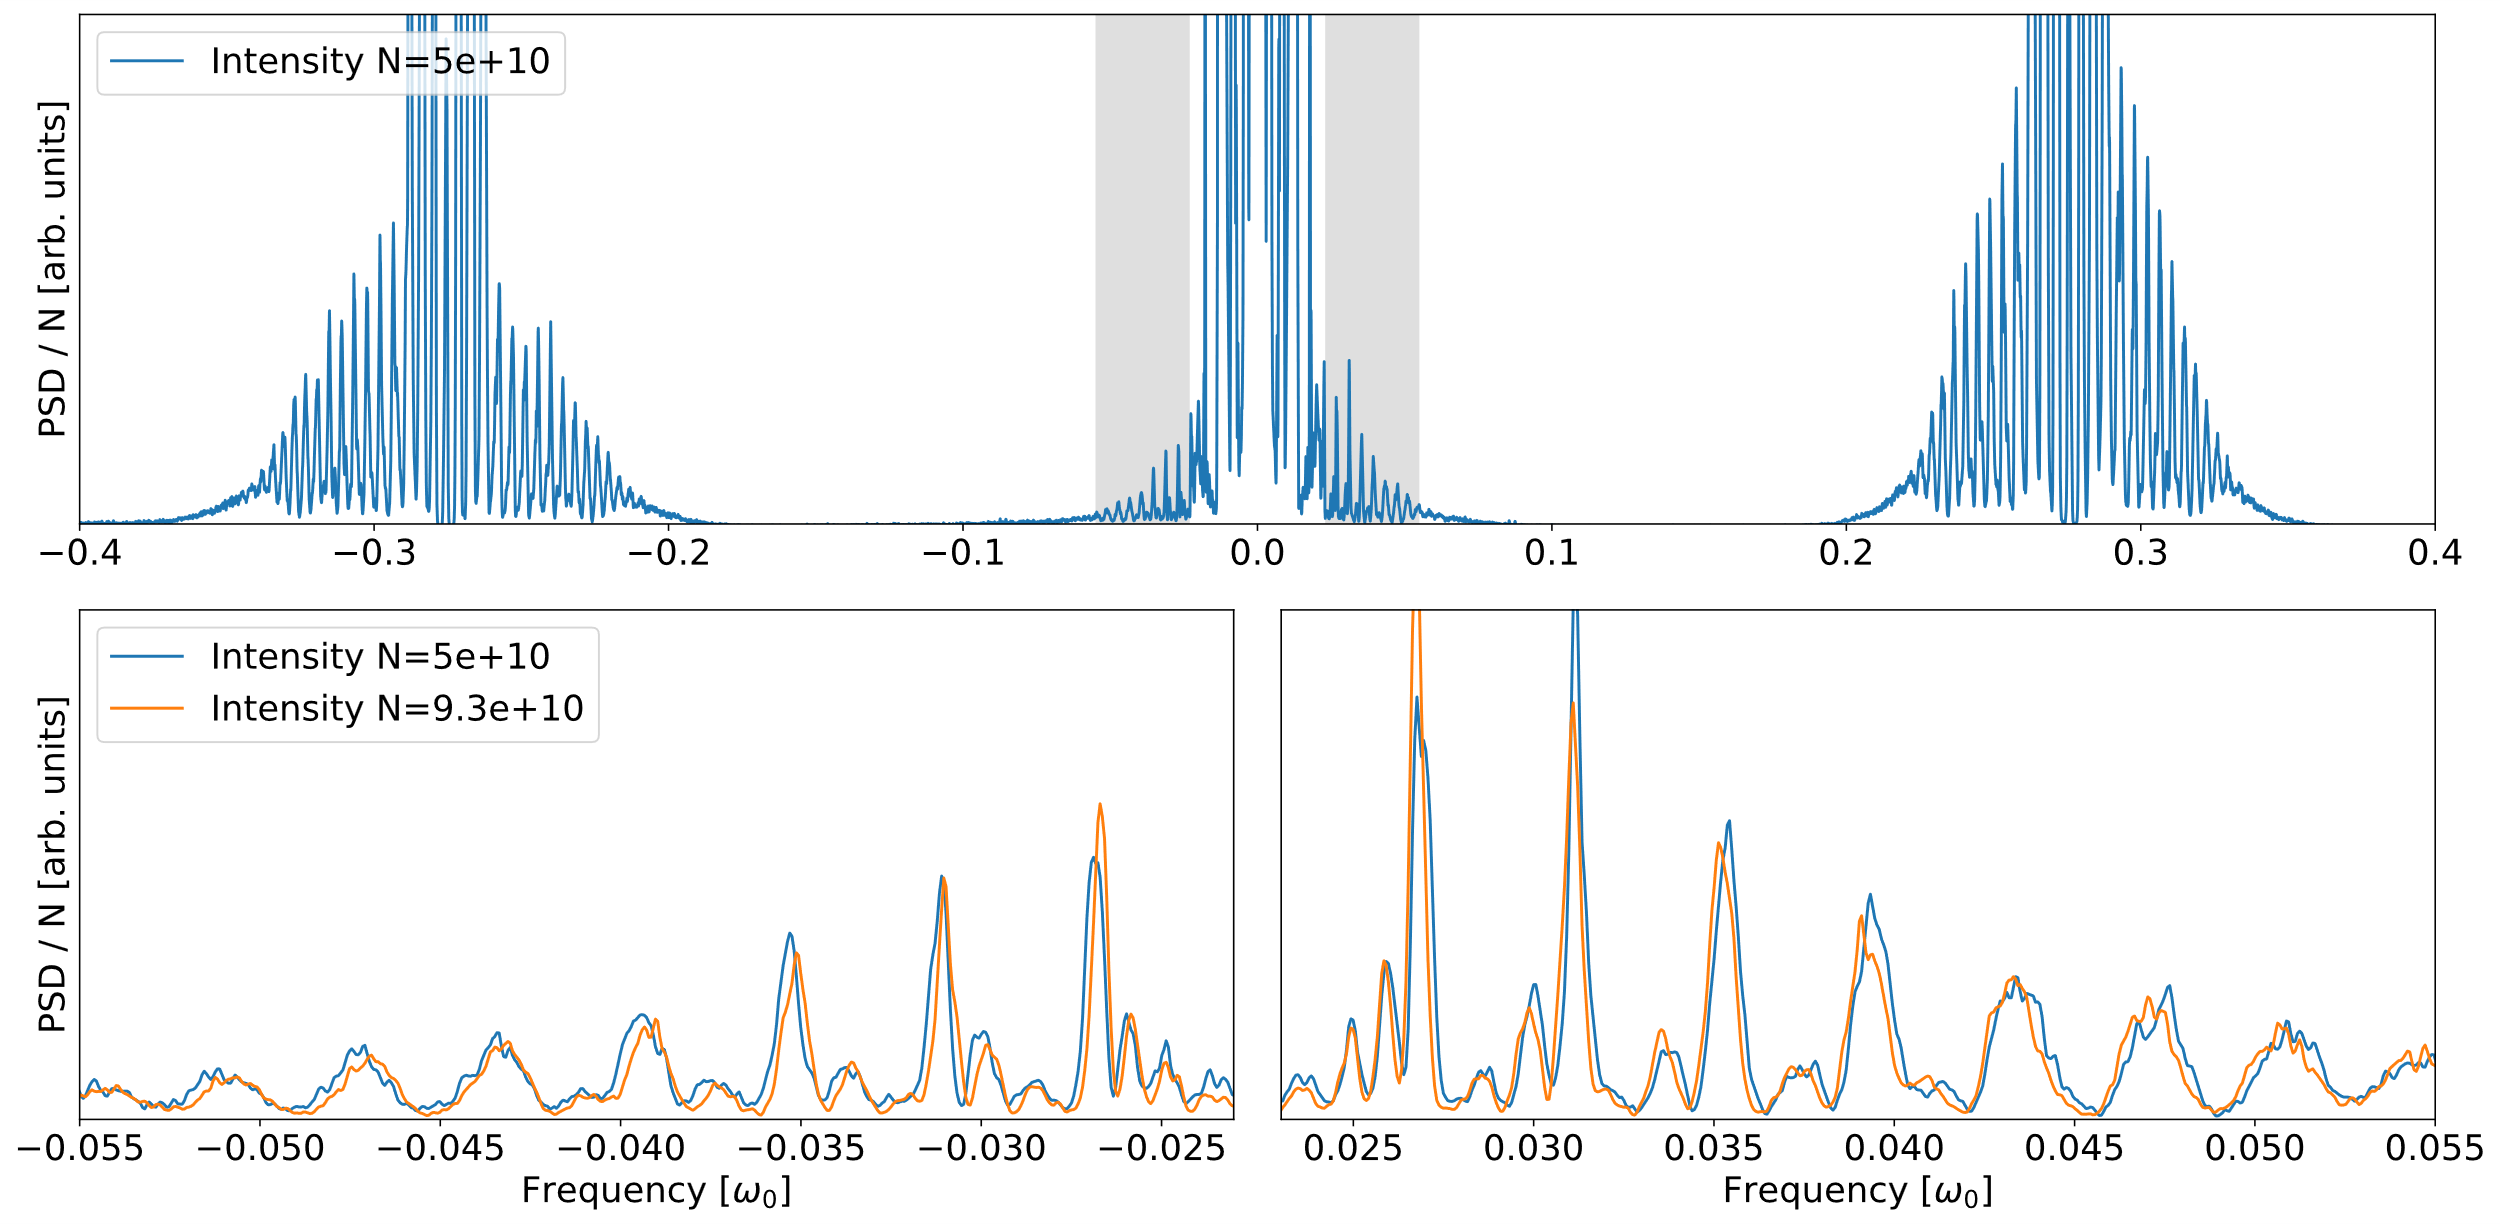 Intensity N=5e+10
PSD / N [arb. units]
−0.4 −0.3 −0.2 −0.1 0.0 0.1 0.2 0.3 0.4
Intensity N=5e+10
Intensity N=9.3e+10
PSD / N [arb. units]
−0.055 −0.050 −0.045 −0.040 −0.035 −0.030 −0.025 0.025 0.030 0.035 0.040 0.045 0.050 0.055
Frequency [ω₀] Frequency [ω₀]